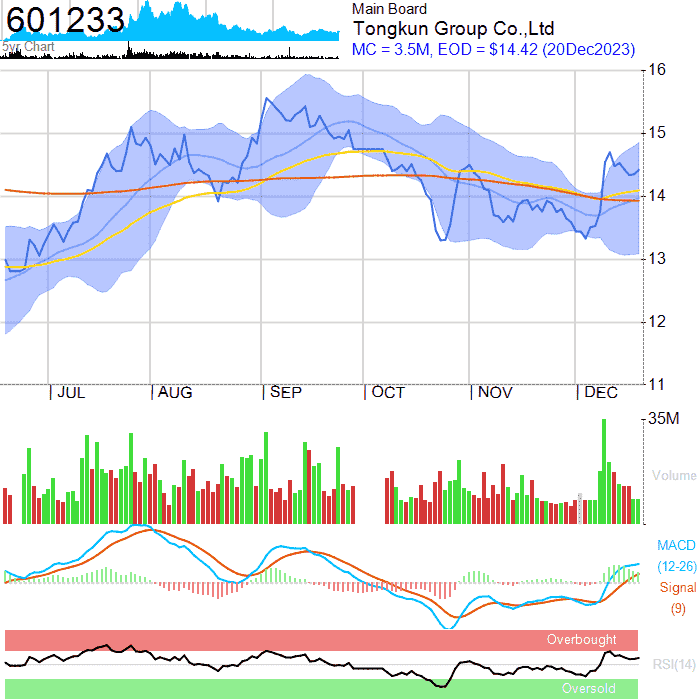 601233
5yr Chart
Main Board
Tongkun Group Co.,Ltd
MC = 3.5M, EOD = $14.42 (20Dec2023)
16
15
14
13
12
11
JUL
AUG
SEP
OCT
NOV
DEC
35M
Volume
MACD
(12-26)
Signal
(9)
Overbought
RSI(14)
Oversold